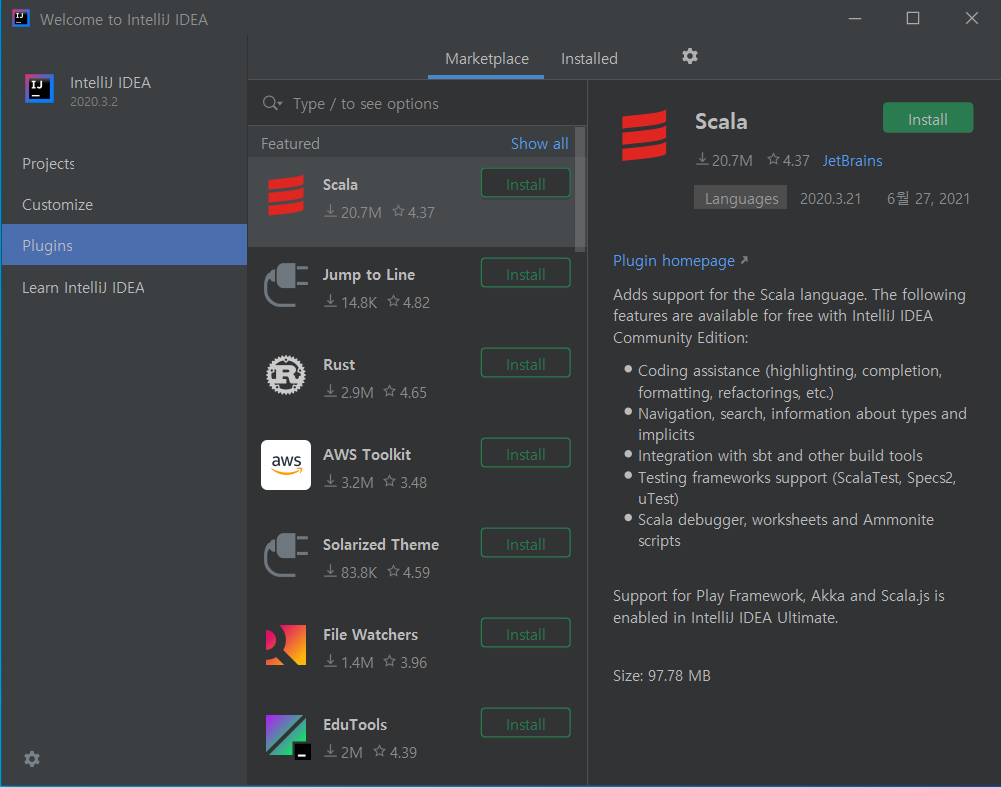 Welcome to IntelliJ IDEA
IJ
IntelliJ IDEA
2020.3.2
Projects
Customize
Plugins
Learn IntelliJ IDEA
Marketplace
Installed
Type / to see options
Featured
Show all
Scala
20.7M
4.37
Install
Jump to Line
14.8K
4.82
Install
Rust
2.9M
4.65
Install
aws
AWS Toolkit
3.2M
3.48
Install
Solarized Theme
83.8K
4.59
Install
File Watchers
1.4M
3.96
Install
EduTools
2M
4.39
Install
Scala
Install
20.7M
4.37
JetBrains
Languages
2020.3.21
6월 27, 2021
Plugin homepage
Adds support for the Scala language. The following
features are available for free with IntelliJ IDEA
Community Edition:
Coding assistance (highlighting, completion,
formatting, refactorings, etc.)
Navigation, search, information about types and
implicits
Integration with sbt and other build tools
Testing frameworks support (ScalaTest, Specs2,
uTest)
Scala debugger, worksheets and Ammonite
scripts
Support for Play Framework, Akka and Scala.js is
enabled in IntelliJ IDEA Ultimate.
Size: 97.78 MB